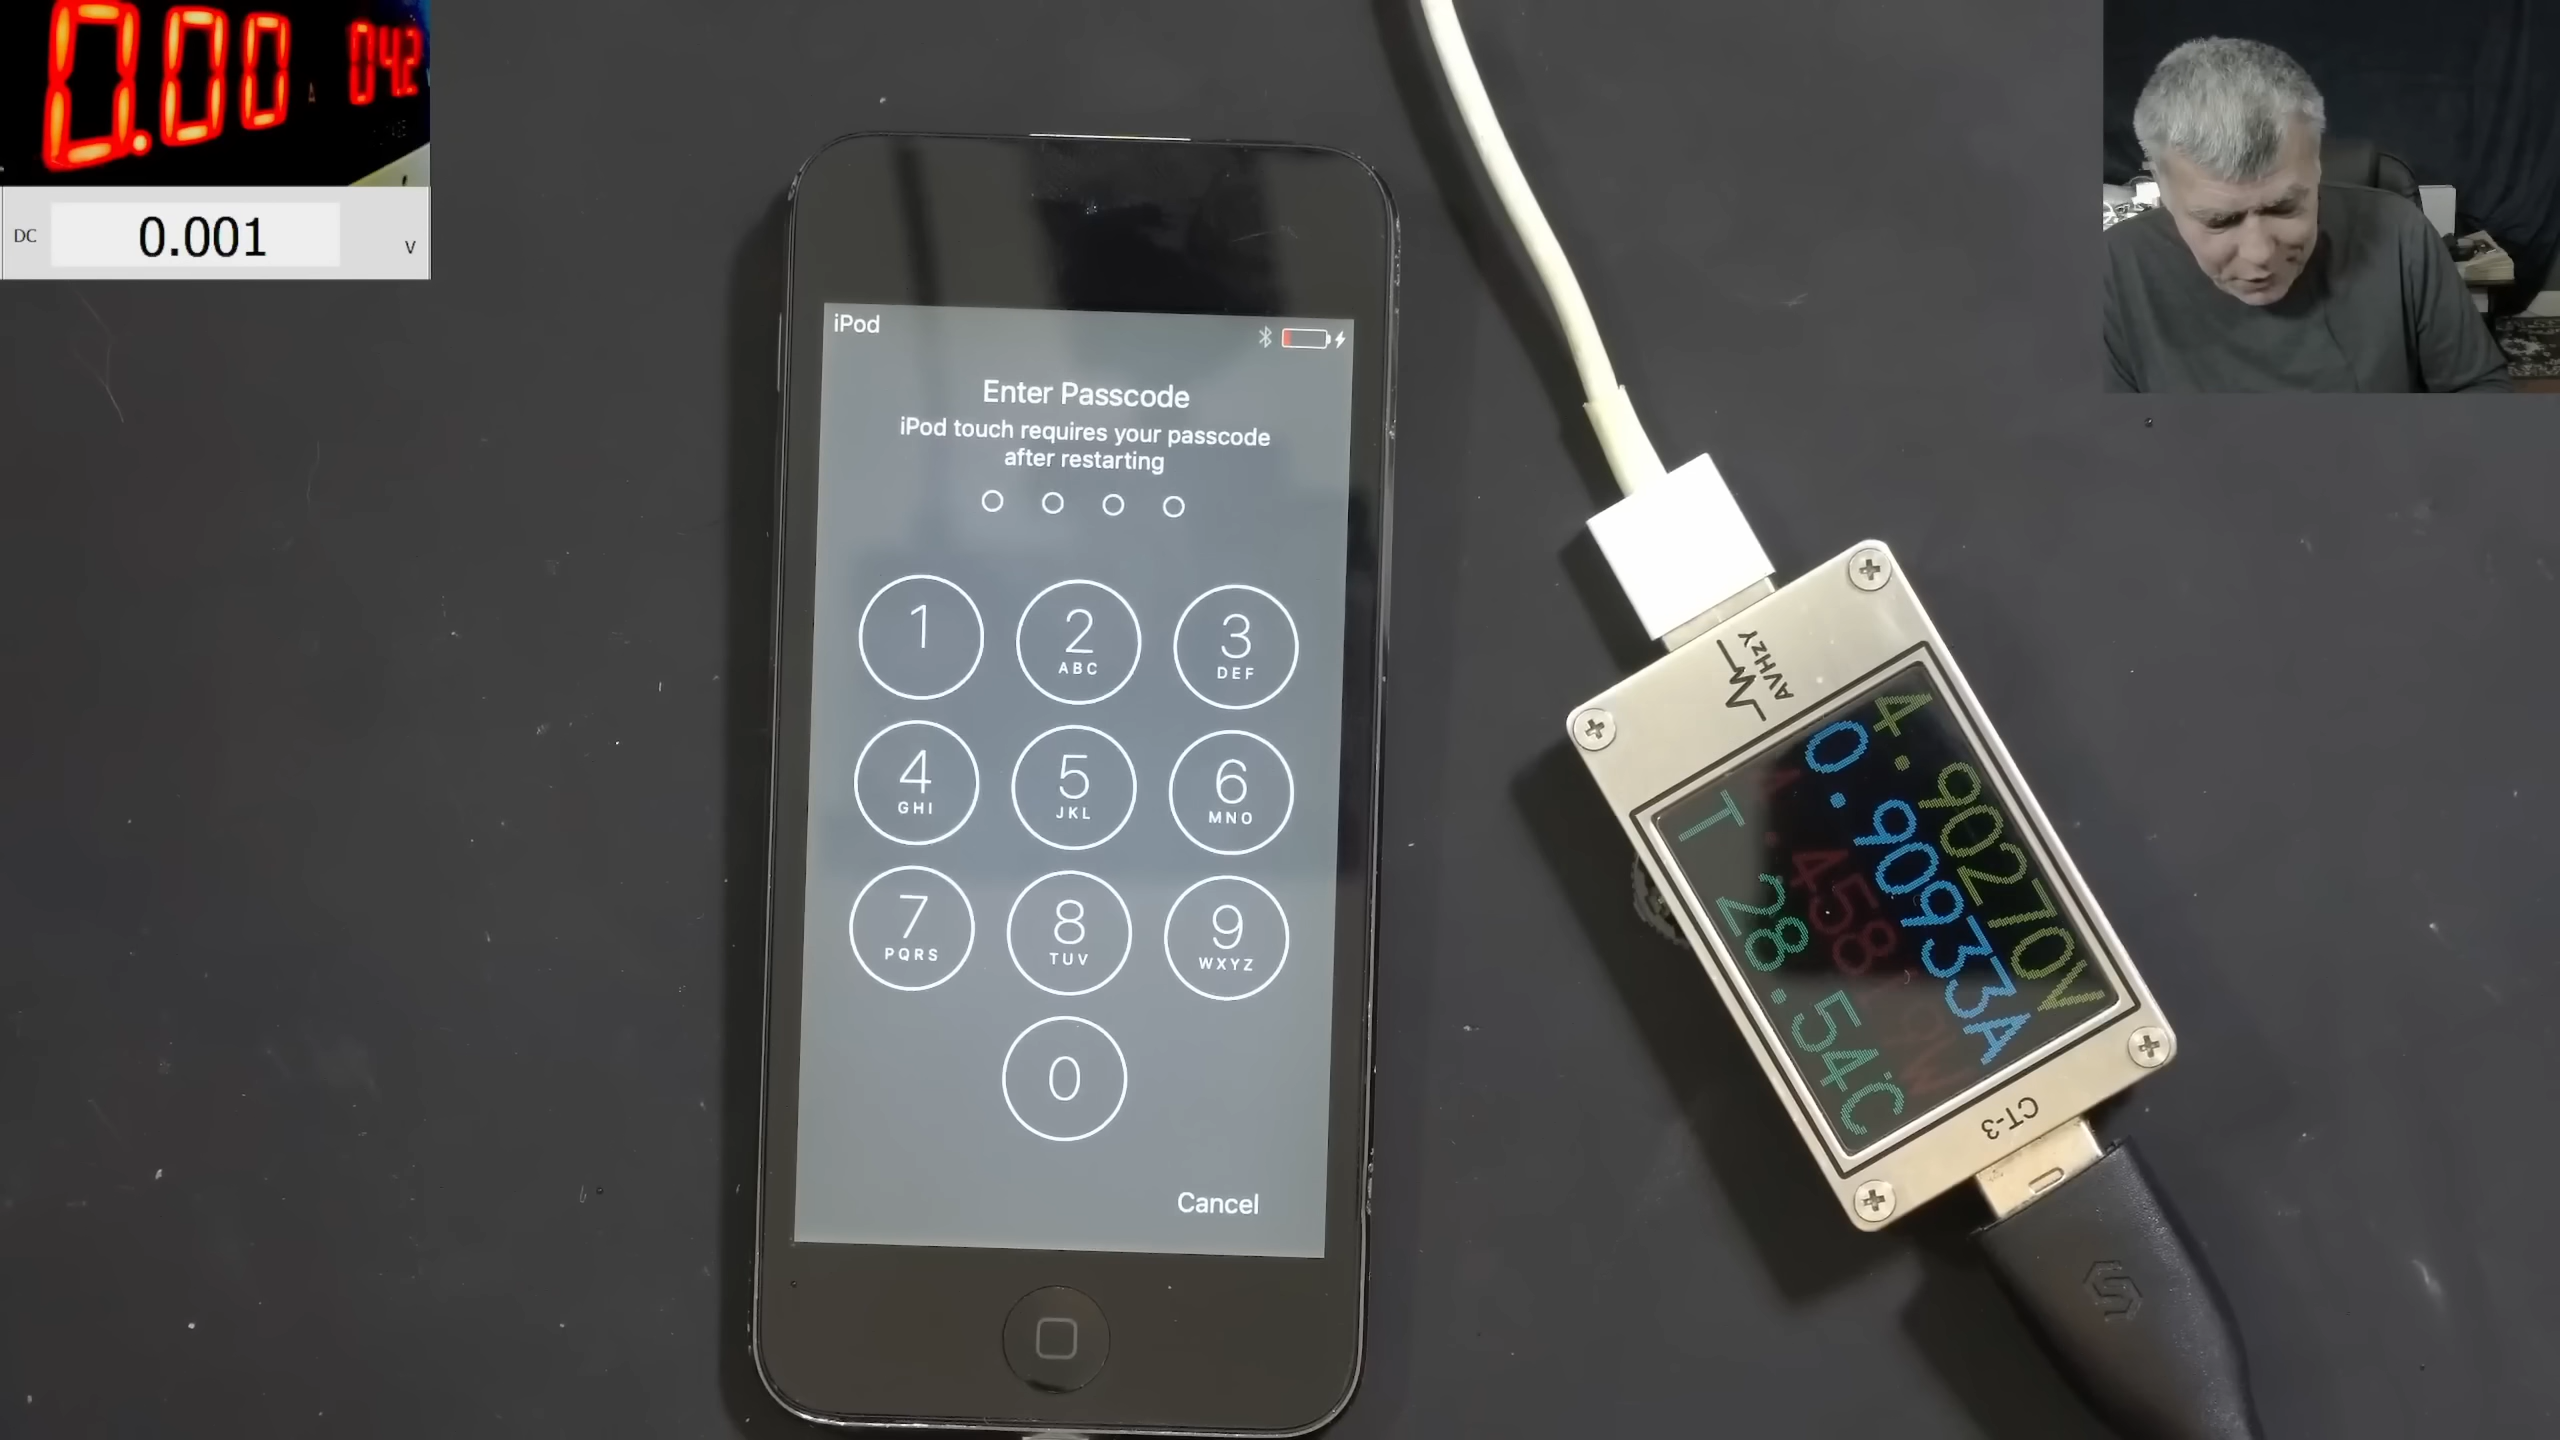 0.00 A 042
DC 0.001 V
iPod
Enter Passcode
iPod touch requires your passcode
after restarting
1
2
ABC
3
DEF
4
GHI
5
JKL
6
MNO
7
PQRS
8
TUV
9
WXYZ
0
Cancel
AVHzY
4.90270V
0.90933A
T 28.54°C
CT-3